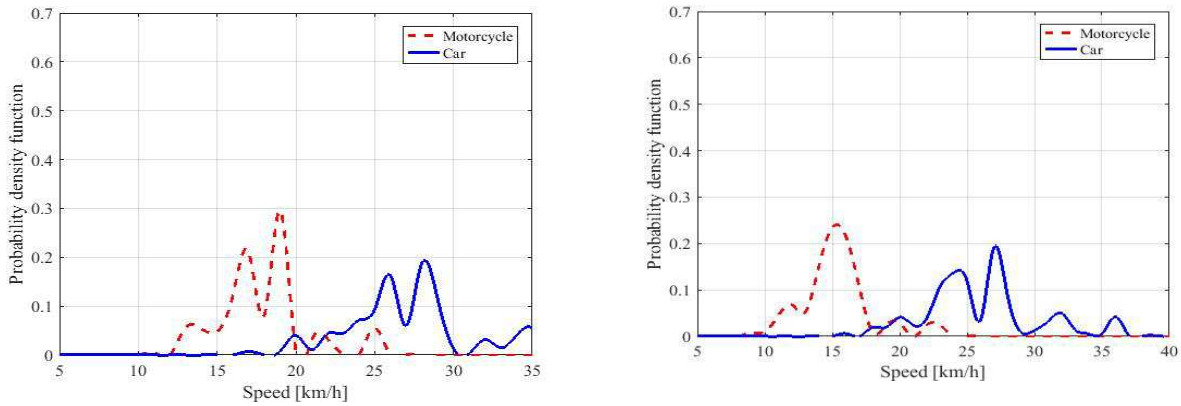 0.7
0.6
0.5
0.4
0.3
0.2
0.1
0
Probability density function
5 10 15 20 25 30 35
Speed [km/h]
Motorcycle
Car
0.7
0.6
0.5
0.4
0.3
0.2
0.1
0
Probability density function
5 10 15 20 25 30 35 40
Speed [km/h]
Motorcycle
Car